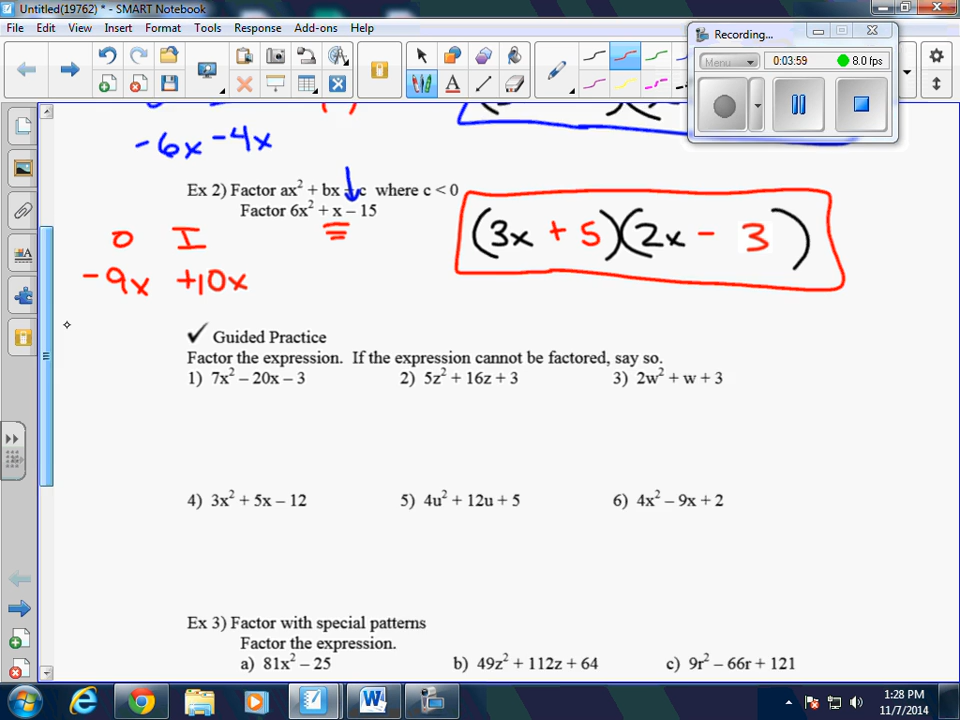 Untitled(19762) * - SMART Notebook
File Edit View Insert Format Tools Response Add-ons Help
Recording...
Menu 0:03:59 8.0 fps
-6x -4x
Ex 2) Factor ax² + bx + c where c < 0
Factor 6x² + x – 15
(3x + 5)(2x - 3)
O I
-9x +10x
✓ Guided Practice
Factor the expression. If the expression cannot be factored, say so.
1) 7x² – 20x – 3 2) 5z² + 16z + 3 3) 2w² + w + 3
4) 3x² + 5x – 12 5) 4u² + 12u + 5 6) 4x² – 9x + 2
Ex 3) Factor with special patterns
Factor the expression.
a) 81x² – 25 b) 49z² + 112z + 64 c) 9r² – 66r + 121
1:28 PM
11/7/2014